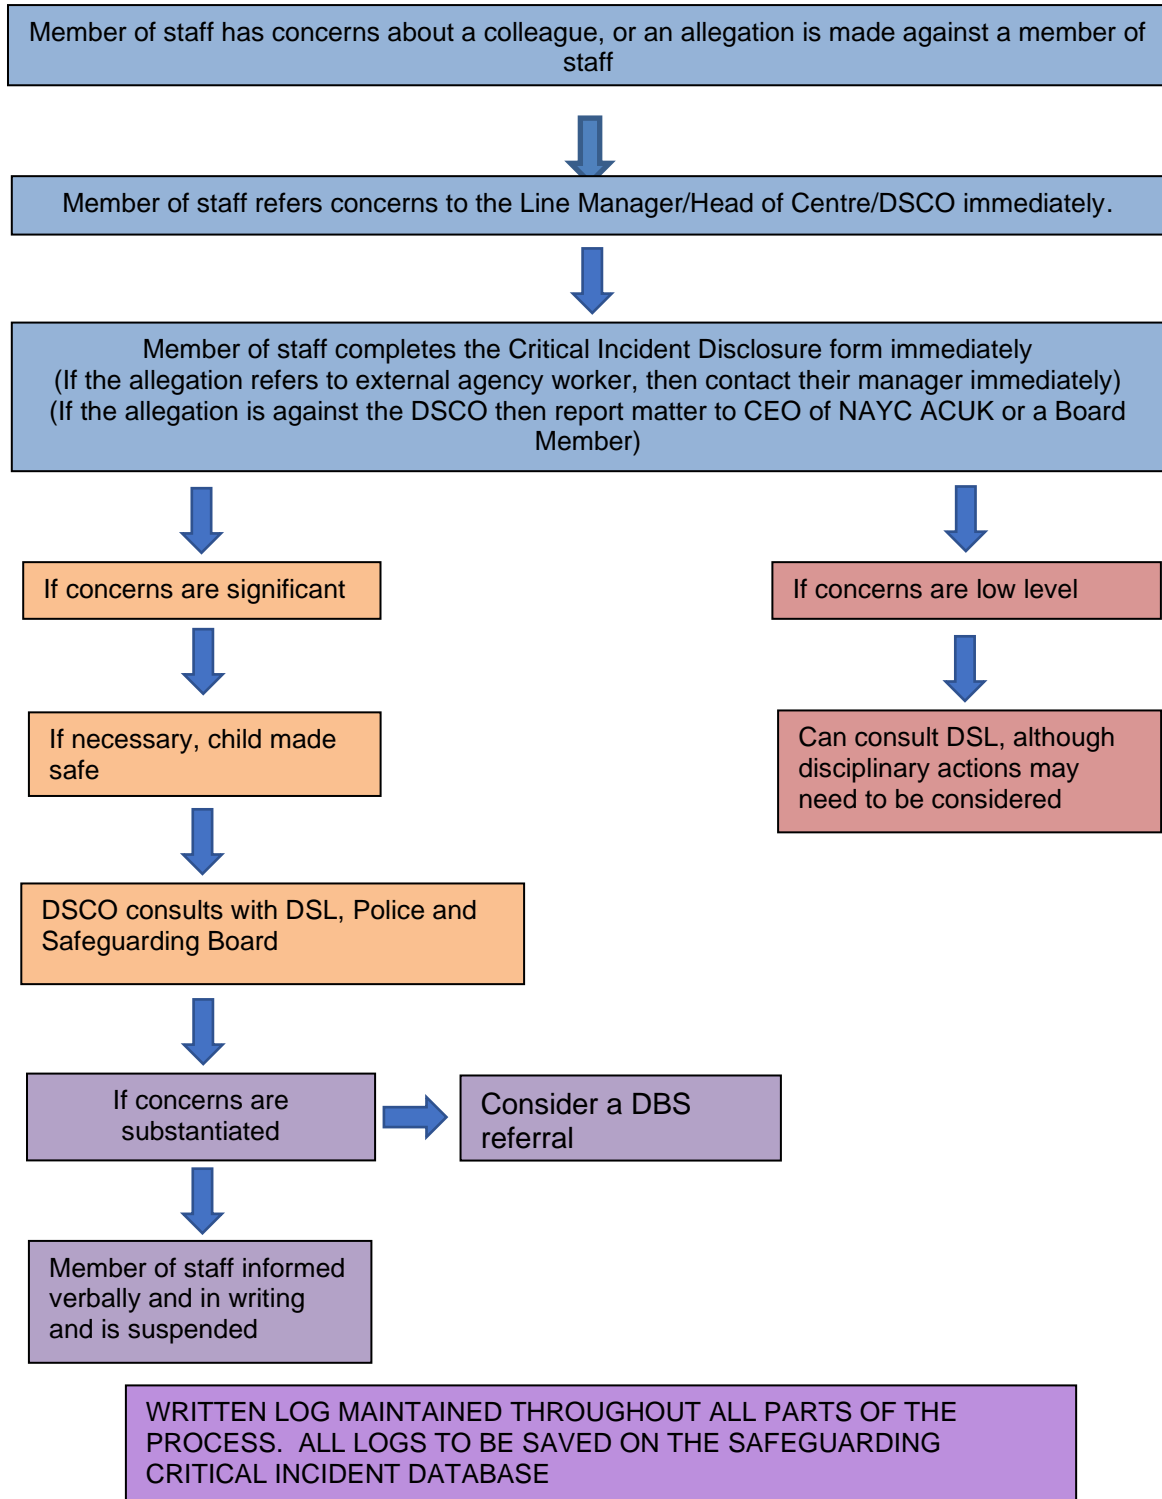 Member of staff has concerns about a colleague, or an allegation is made against a member of
staff
Member of staff refers concerns to the Line Manager/Head of Centre/DSCO immediately.
Member of staff completes the Critical Incident Disclosure form immediately
(If the allegation refers to external agency worker, then contact their manager immediately)
(If the allegation is against the DSCO then report matter to CEO of NAYC ACUK or a Board
Member)
If concerns are significant
If concerns are low level
If necessary, child made
safe
Can consult DSL, although
disciplinary actions may
need to be considered
DSCO consults with DSL, Police and
Safeguarding Board
If concerns are
substantiated
Consider a DBS
referral
Member of staff informed
verbally and in writing
and is suspended
WRITTEN LOG MAINTAINED THROUGHOUT ALL PARTS OF THE
PROCESS.  ALL LOGS TO BE SAVED ON THE SAFEGUARDING
CRITICAL INCIDENT DATABASE